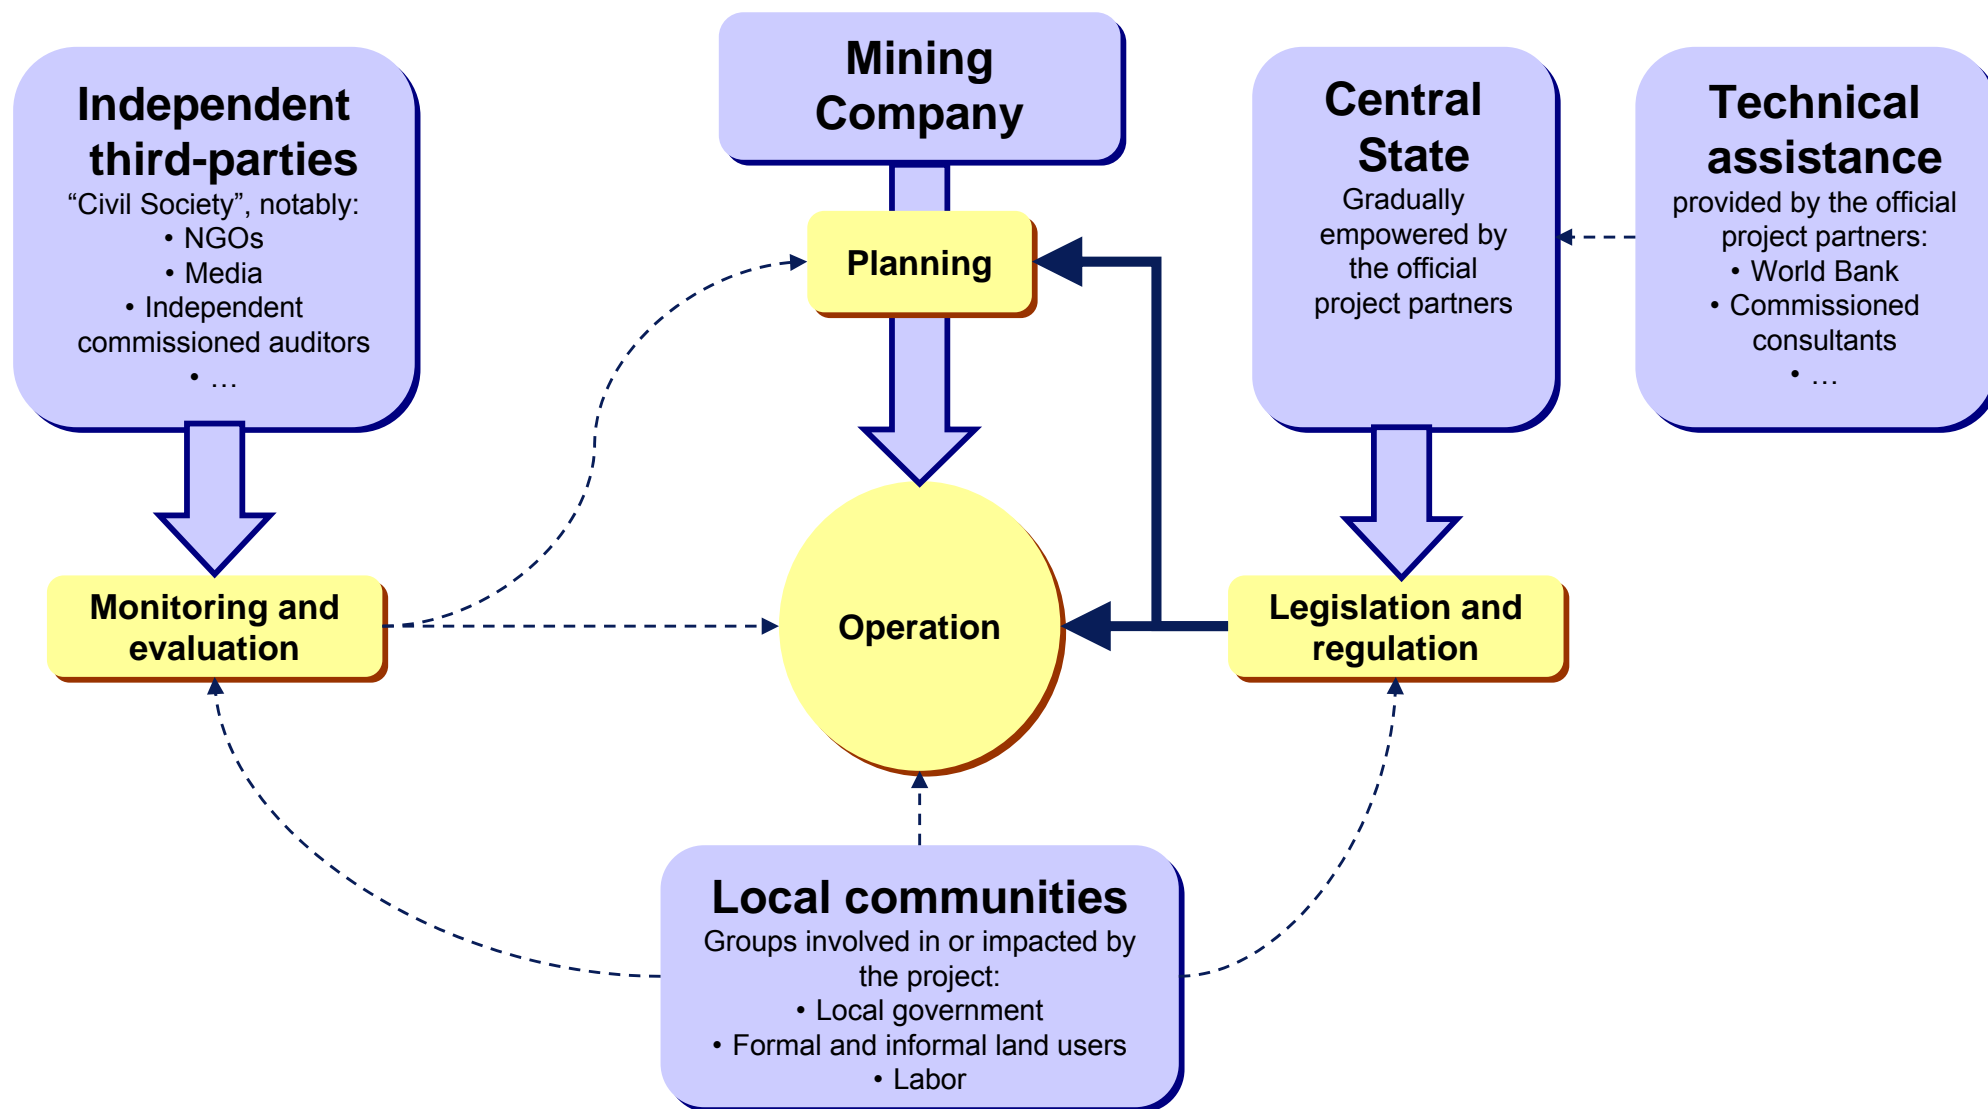 Independent
third-parties
“Civil Society”, notably:
• NGOs
• Media
• Independent
commissioned auditors
• …
Mining
Company
Planning
Central
State
Gradually
empowered by
the official
project partners
Technical
assistance
provided by the official
project partners:
• World Bank
• Commissioned
consultants
• …
Monitoring and
evaluation
Operation
Legislation and
regulation
Local communities
Groups involved in or impacted by
the project:
• Local government
• Formal and informal land users
• Labor